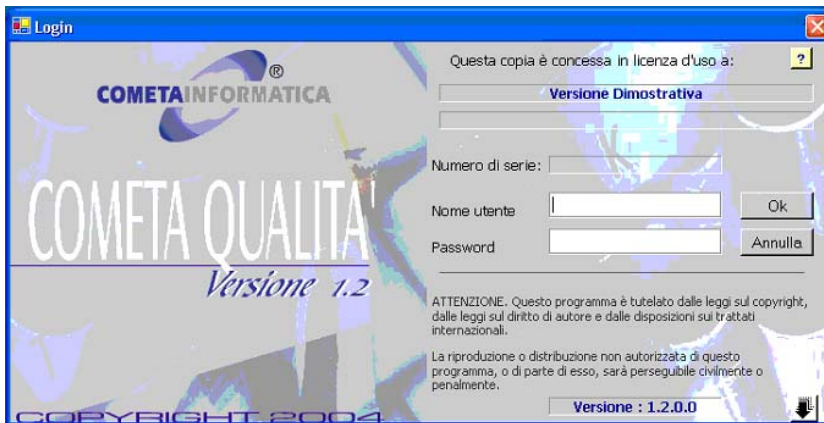 Login
COMETAINFORMATICA®
COMETA QUALITA'
Versione 1.2
COPYRIGHT 2004
Questa copia è concessa in licenza d'uso a:
?
Versione Dimostrativa
Numero di serie:
Nome utente
Ok
Password
Annulla
ATTENZIONE. Questo programma è tutelato dalle leggi sul copyright,
dalle leggi sul diritto di autore e dalle disposizioni sui trattati
internazionali.
La riproduzione o distribuzione non autorizzata di questo
programma, o di parte di esso, sarà perseguibile civilmente o
penalmente.
Versione : 1.2.0.0